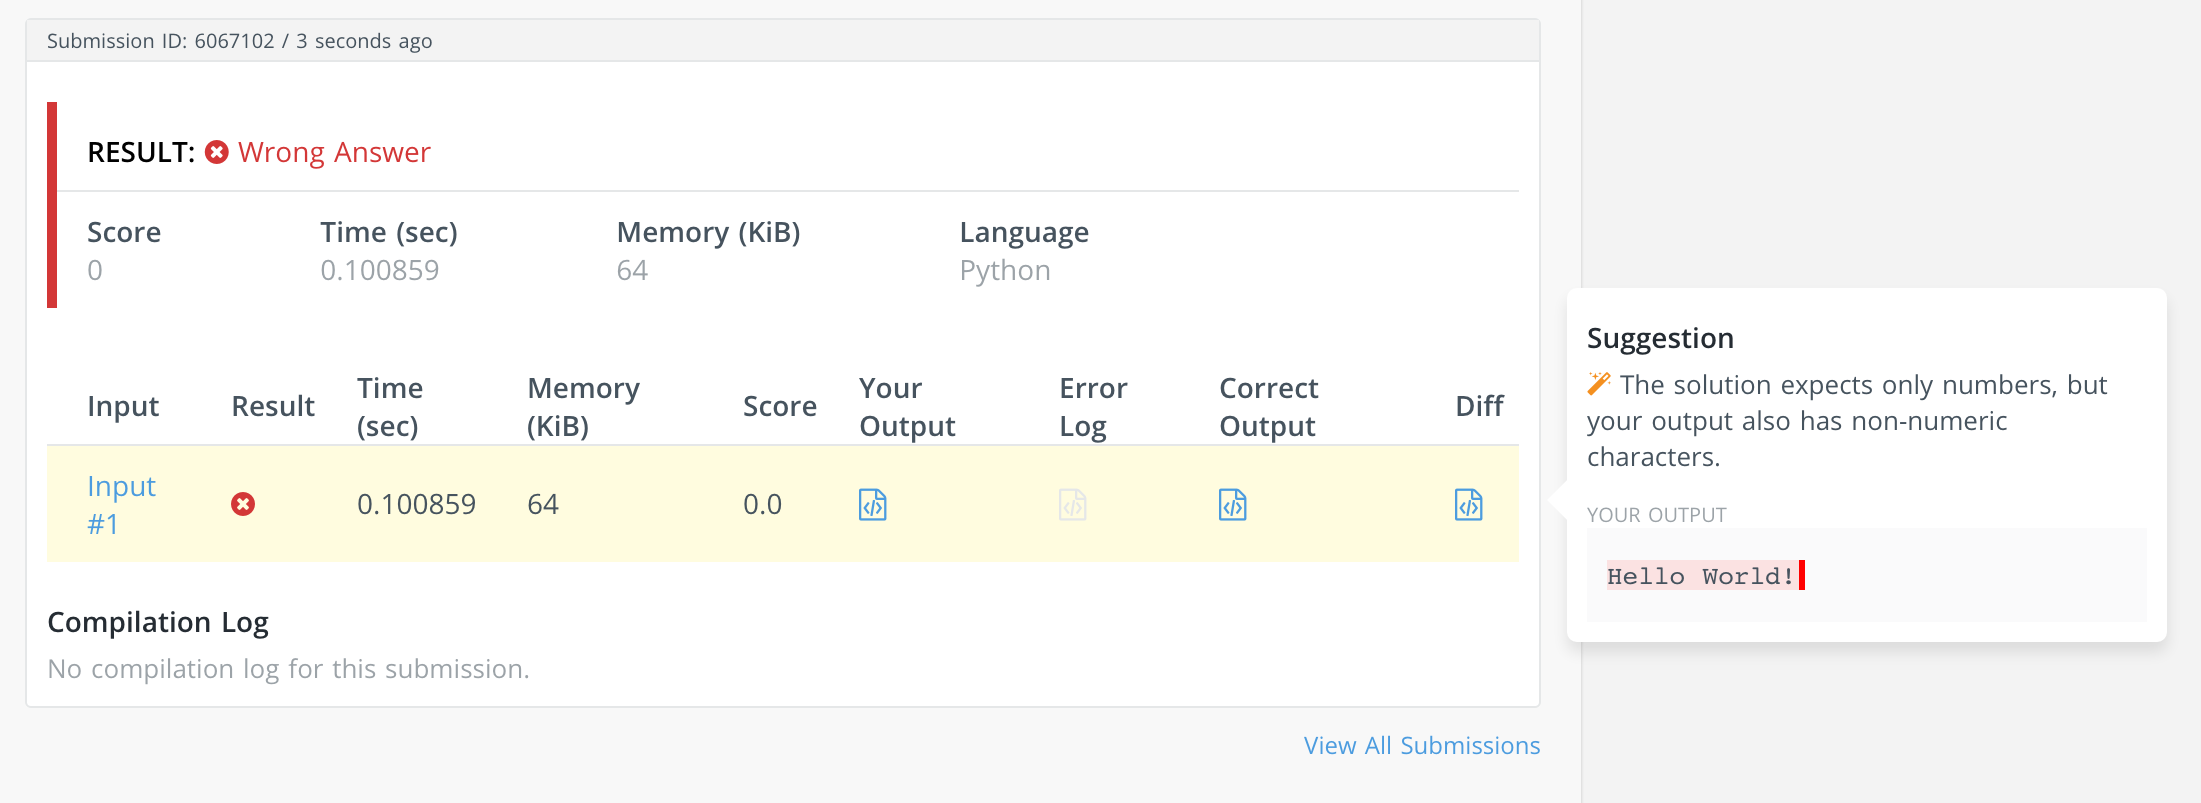 Submission ID: 6067102 / 3 seconds ago
RESULT: Wrong Answer
Score Time (sec) Memory (KiB) Language
0 0.100859 64 Python
Input Result Time (sec) Memory (KiB) Score Your Output Error Log Correct Output Diff
Input #1 0.100859 64 0.0
Compilation Log
No compilation log for this submission.
View All Submissions
Suggestion
The solution expects only numbers, but
your output also has non-numeric
characters.
YOUR OUTPUT
Hello World!